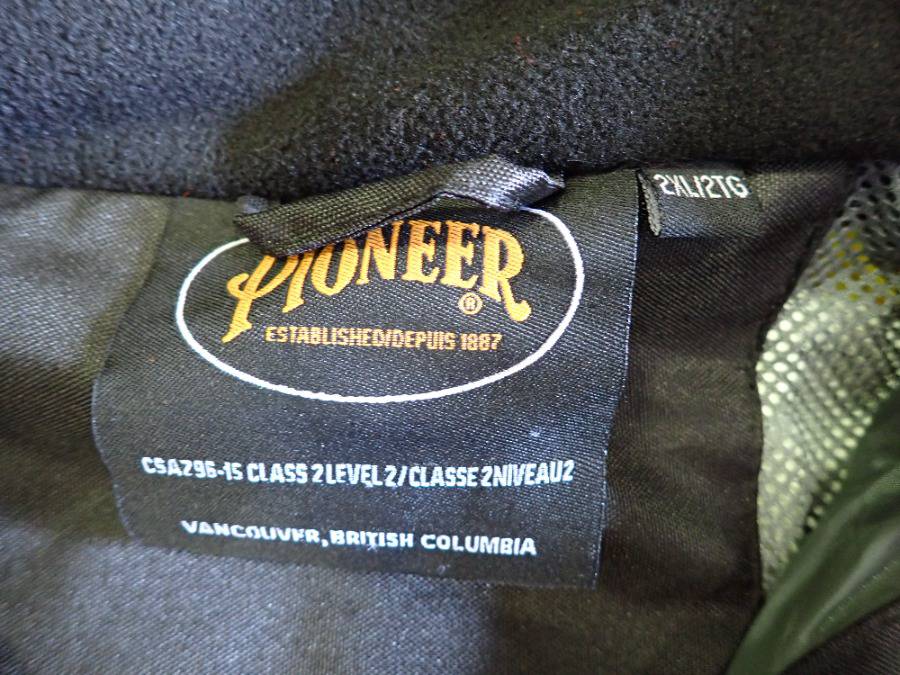 PIONEER®
ESTABLISHED/DEPUIS 1887
2XL/2TG
CSA Z96-15 CLASS 2 LEVEL 2/CLASSE 2 NIVEAU 2
VANCOUVER, BRITISH COLUMBIA